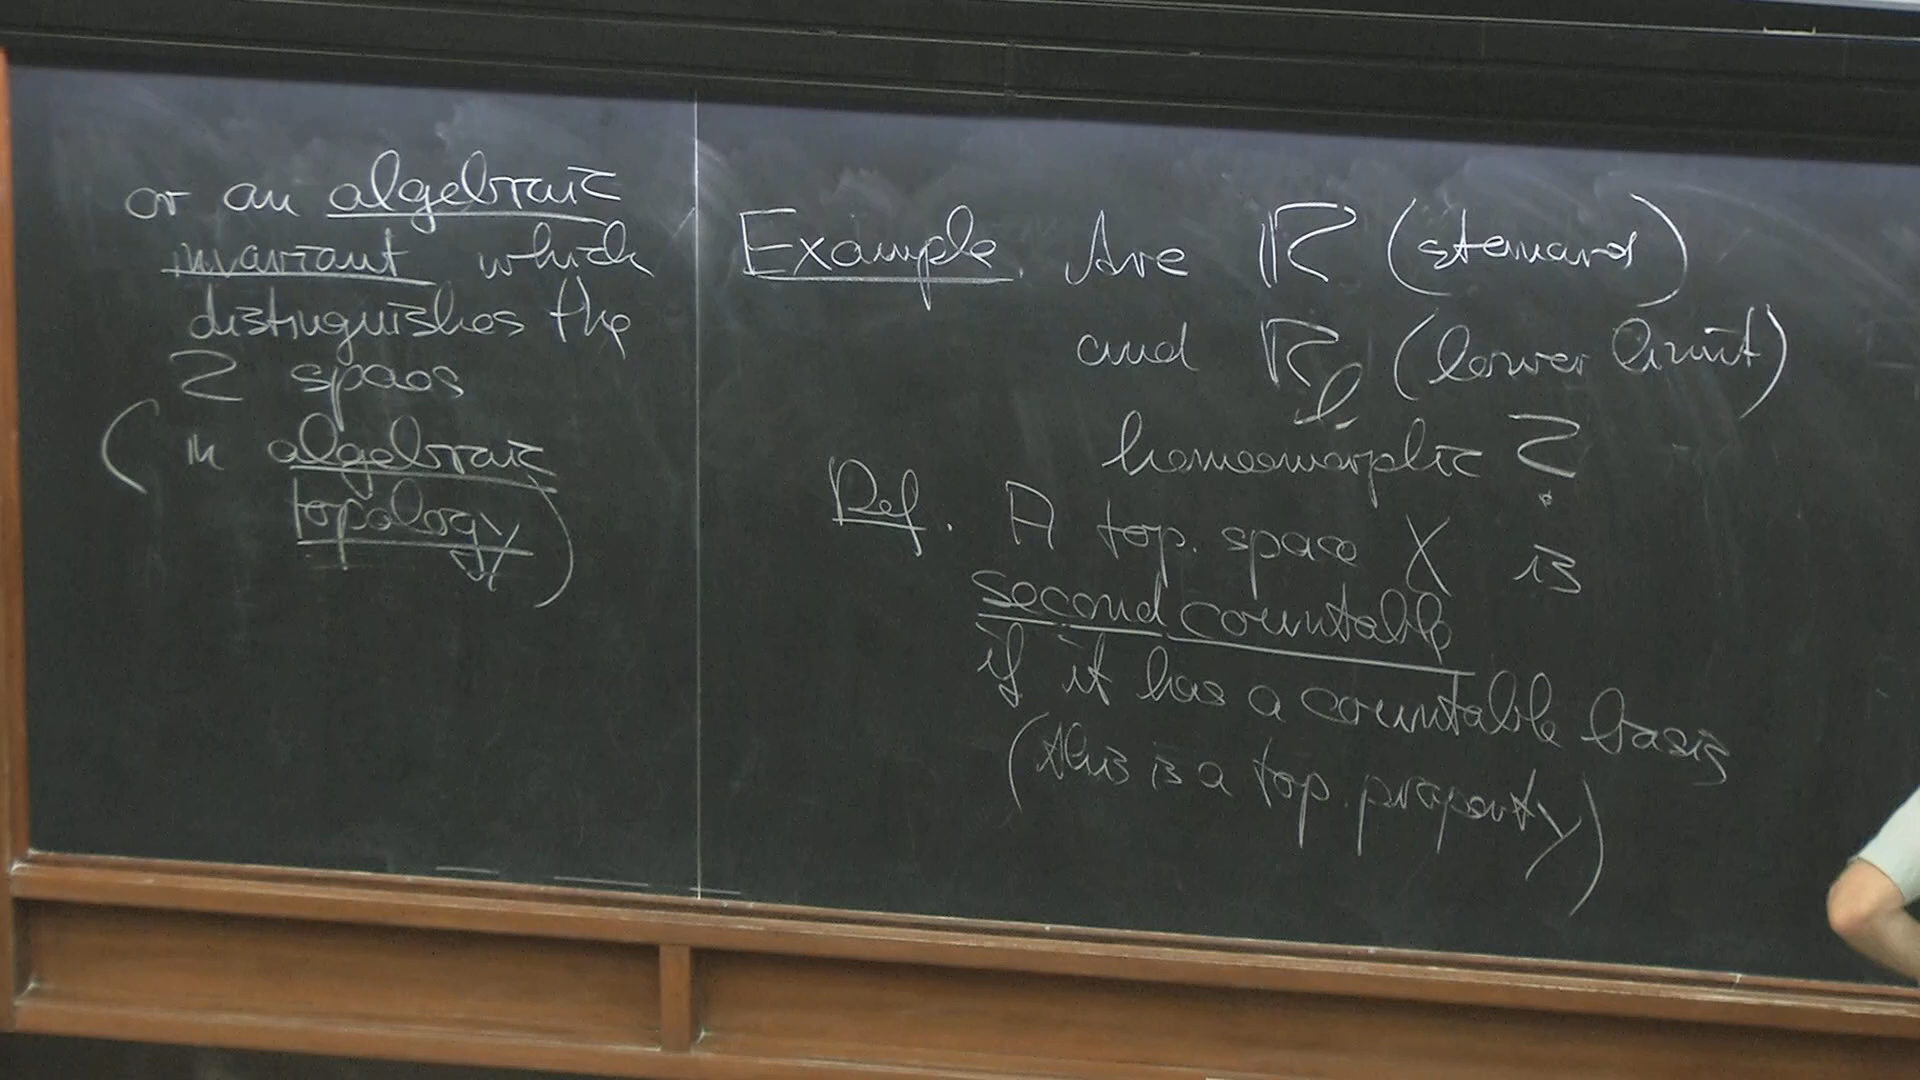 or an algebraic
invariant which
distinguishes the
2 spaces
(in algebraic
topology)
Example. Are ℝ (standard)
and ℝ_l (lower limit)
homeomorphic?
Def. A top. space X is
second countable
if it has a countable basis
(this is a top. property)